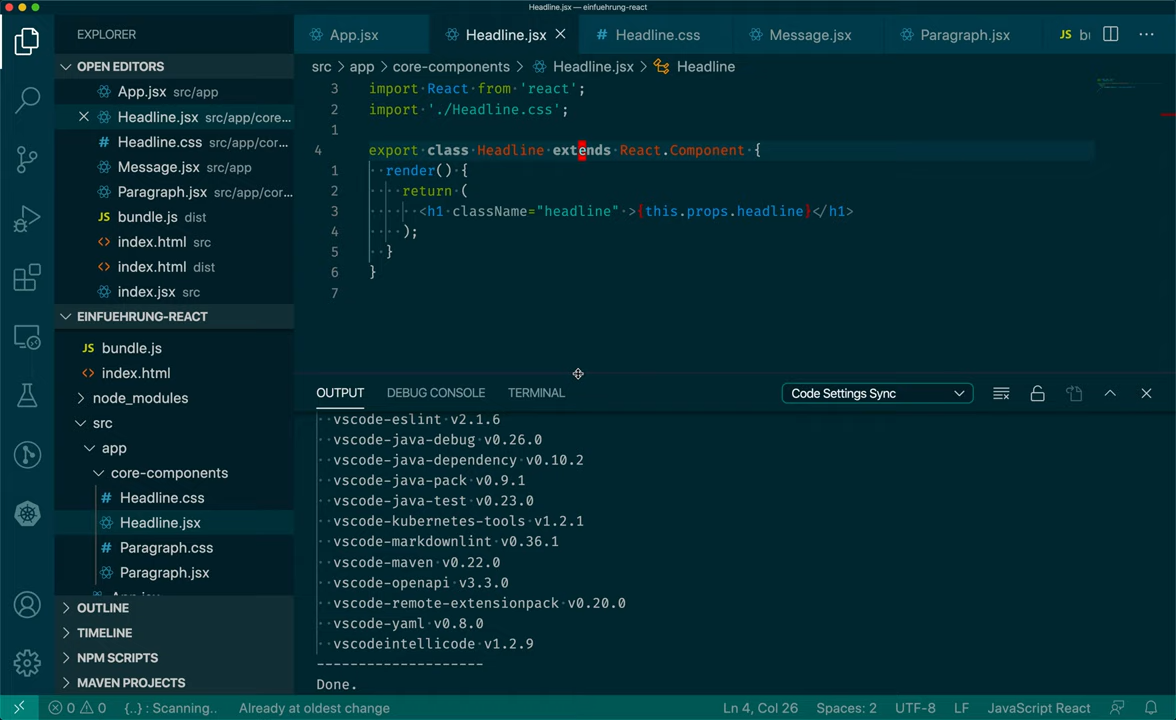 Headline.jsx — einfuehrung-react
EXPLORER
App.jsx
Headline.jsx
Headline.css
Message.jsx
Paragraph.jsx
JS
OPEN EDITORS
App.jsx src/app
Headline.jsx src/app/core...
Headline.css src/app/cor...
Message.jsx src/app
Paragraph.jsx src/app/cor...
JS bundle.js dist
index.html src
index.html dist
index.jsx src
EINFUEHRUNG-REACT
JS bundle.js
index.html
node_modules
src
app
core-components
Headline.css
Headline.jsx
Paragraph.css
Paragraph.jsx
OUTLINE
TIMELINE
NPM SCRIPTS
MAVEN PROJECTS
src > app > core-components > Headline.jsx > Headline
3 import React from 'react';
2 import './Headline.css';
1
4 export class Headline extends React.Component {
1 render() {
2 return (
3 <h1 className="headline" >{this.props.headline}</h1>
4 );
5 }
6 }
7
OUTPUT DEBUG CONSOLE TERMINAL Code Settings Sync
vscode-eslint v2.1.6
vscode-java-debug v0.26.0
vscode-java-dependency v0.10.2
vscode-java-pack v0.9.1
vscode-java-test v0.23.0
vscode-kubernetes-tools v1.2.1
vscode-markdownlint v0.36.1
vscode-maven v0.22.0
vscode-openapi v3.3.0
vscode-remote-extensionpack v0.20.0
vscode-yaml v0.8.0
vscodeintellicode v1.2.9
--------------------
Done.
0 0 {..} : Scanning.. Already at oldest change Ln 4, Col 26 Spaces: 2 UTF-8 LF JavaScript React